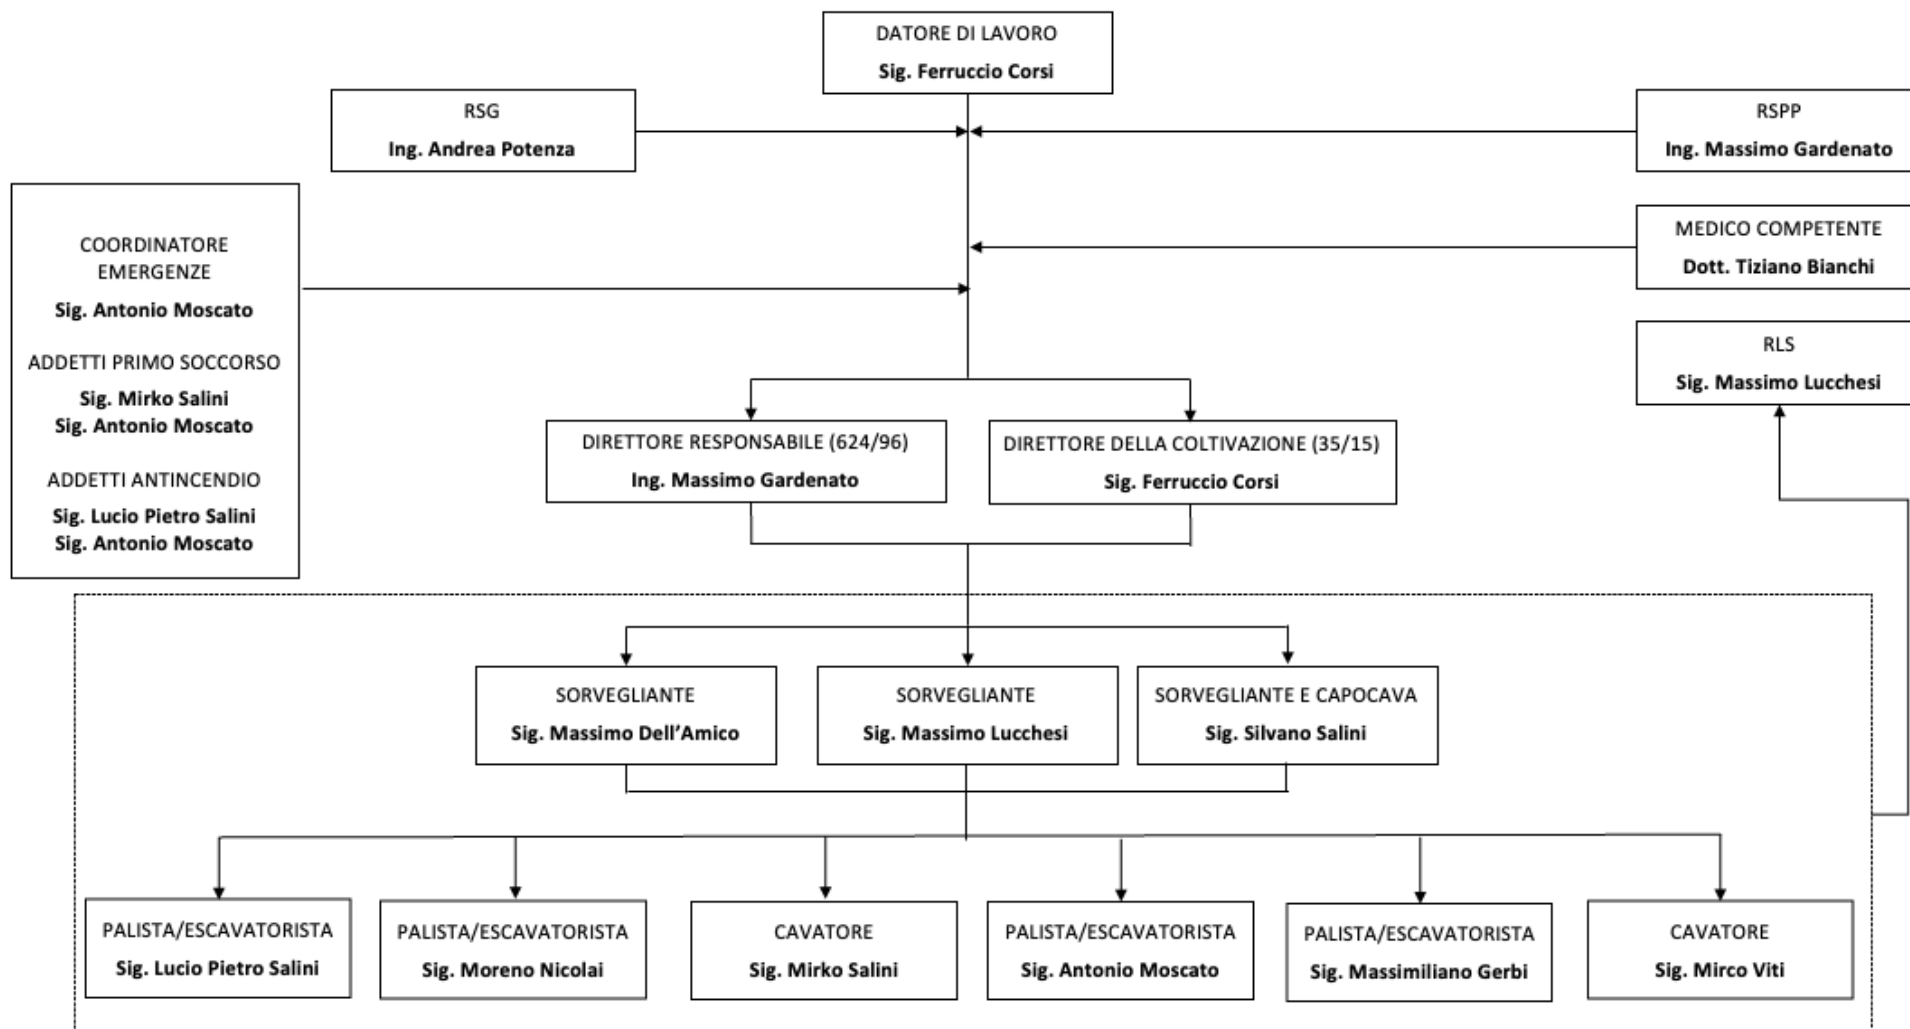 DATORE DI LAVORO
Sig. Ferruccio Corsi
RSG
Ing. Andrea Potenza
RSPP
Ing. Massimo Gardenato
COORDINATORE
EMERGENZE
Sig. Antonio Moscato
ADDETTI PRIMO SOCCORSO
Sig. Mirko Salini
Sig. Antonio Moscato
ADDETTI ANTINCENDIO
Sig. Lucio Pietro Salini
Sig. Antonio Moscato
MEDICO COMPETENTE
Dott. Tiziano Bianchi
RLS
Sig. Massimo Lucchesi
DIRETTORE RESPONSABILE (624/96)
Ing. Massimo Gardenato
DIRETTORE DELLA COLTIVAZIONE (35/15)
Sig. Ferruccio Corsi
SORVEGLIANTE
Sig. Massimo Dell’Amico
SORVEGLIANTE
Sig. Massimo Lucchesi
SORVEGLIANTE E CAPOCAVA
Sig. Silvano Salini
PALISTA/ESCAVATORISTA
Sig. Lucio Pietro Salini
PALISTA/ESCAVATORISTA
Sig. Moreno Nicolai
CAVATORE
Sig. Mirko Salini
PALISTA/ESCAVATORISTA
Sig. Antonio Moscato
PALISTA/ESCAVATORISTA
Sig. Massimiliano Gerbi
CAVATORE
Sig. Mirco Viti